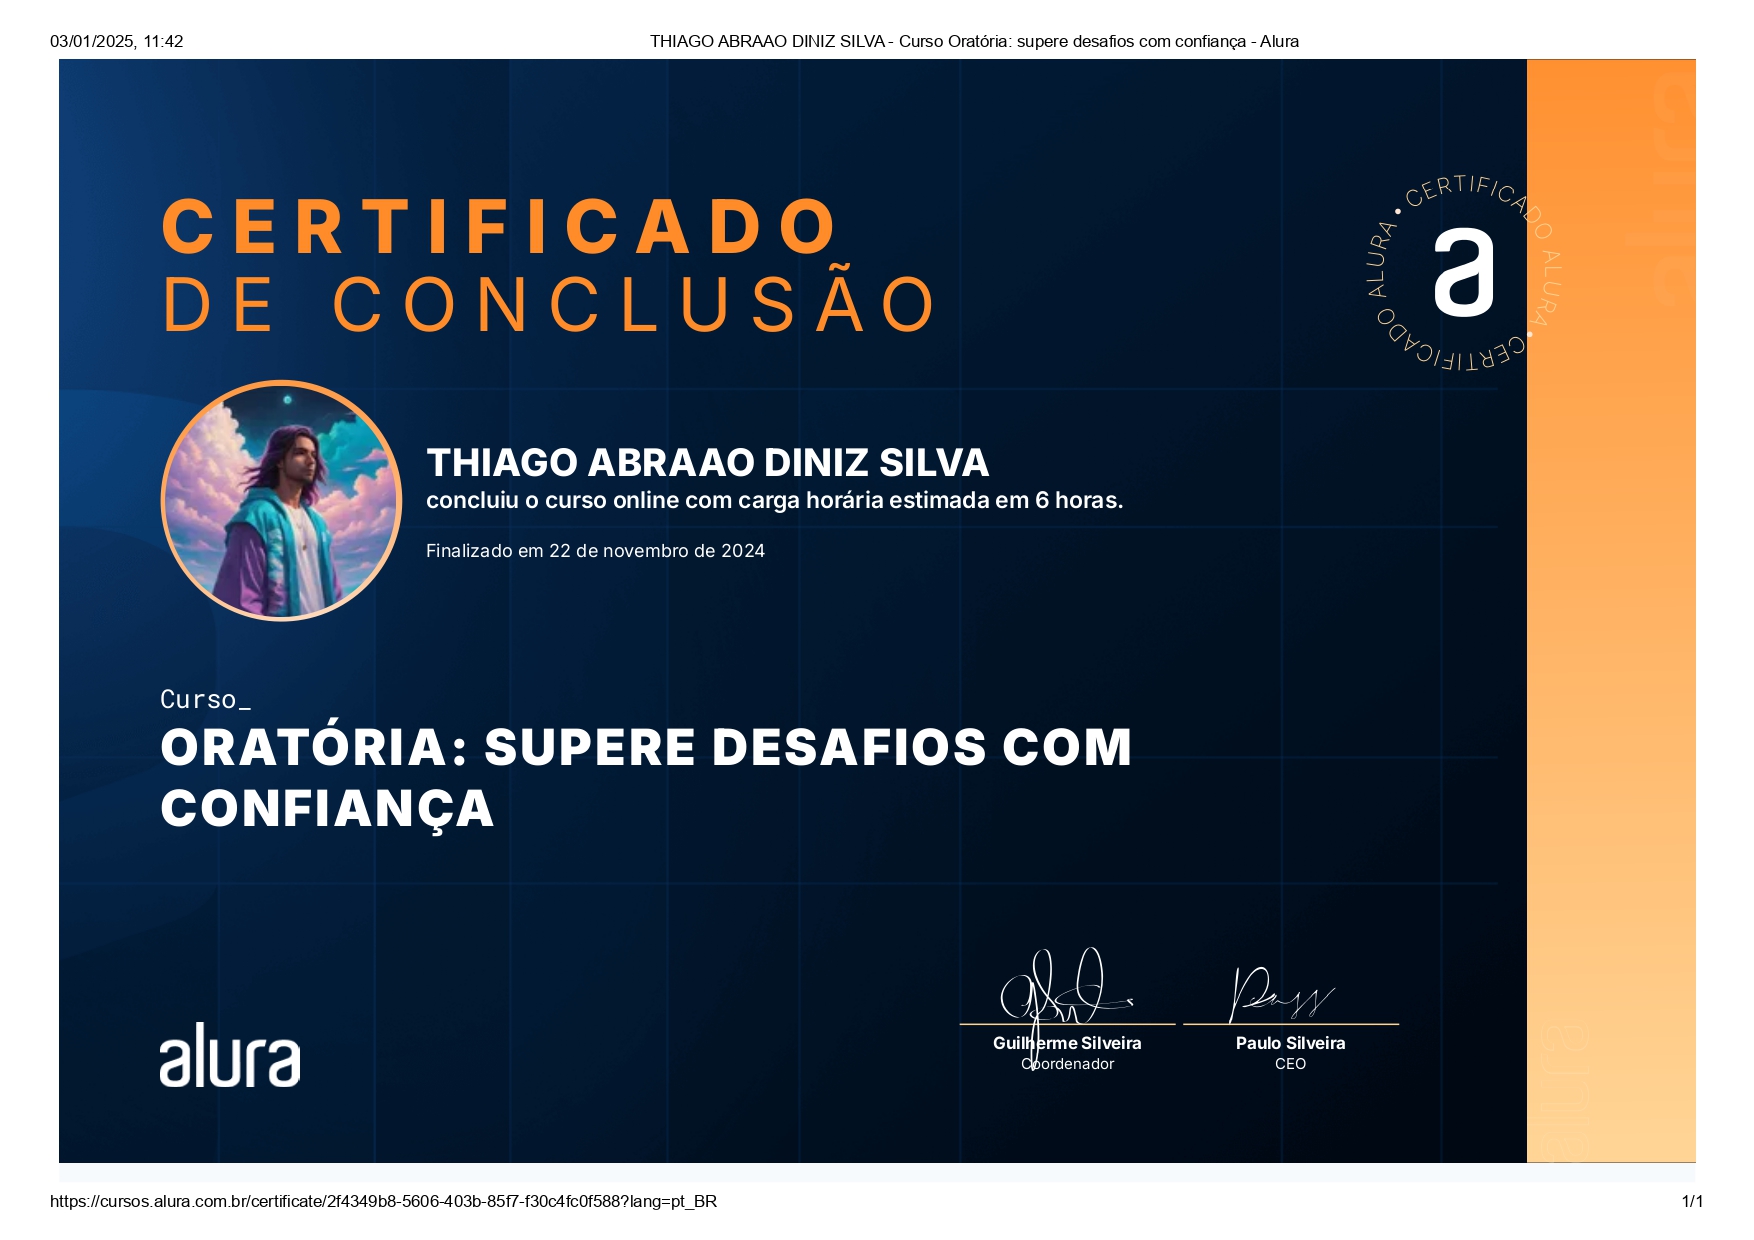 03/01/2025, 11:42
THIAGO ABRAAO DINIZ SILVA - Curso Oratória: supere desafios com confiança - Alura
CERTIFICADO
DE CONCLUSÃO
CERTIFICADO ALURA • CERTIFICADO ALURA •
a
THIAGO ABRAAO DINIZ SILVA
concluiu o curso online com carga horária estimada em 6 horas.
Finalizado em 22 de novembro de 2024
Curso_
ORATÓRIA: SUPERE DESAFIOS COM
CONFIANÇA
alura
Guilherme Silveira
Coordenador
Paulo Silveira
CEO
alura
alura
https://cursos.alura.com.br/certificate/2f4349b8-5606-403b-85f7-f30c4fc0f588?lang=pt_BR
1/1